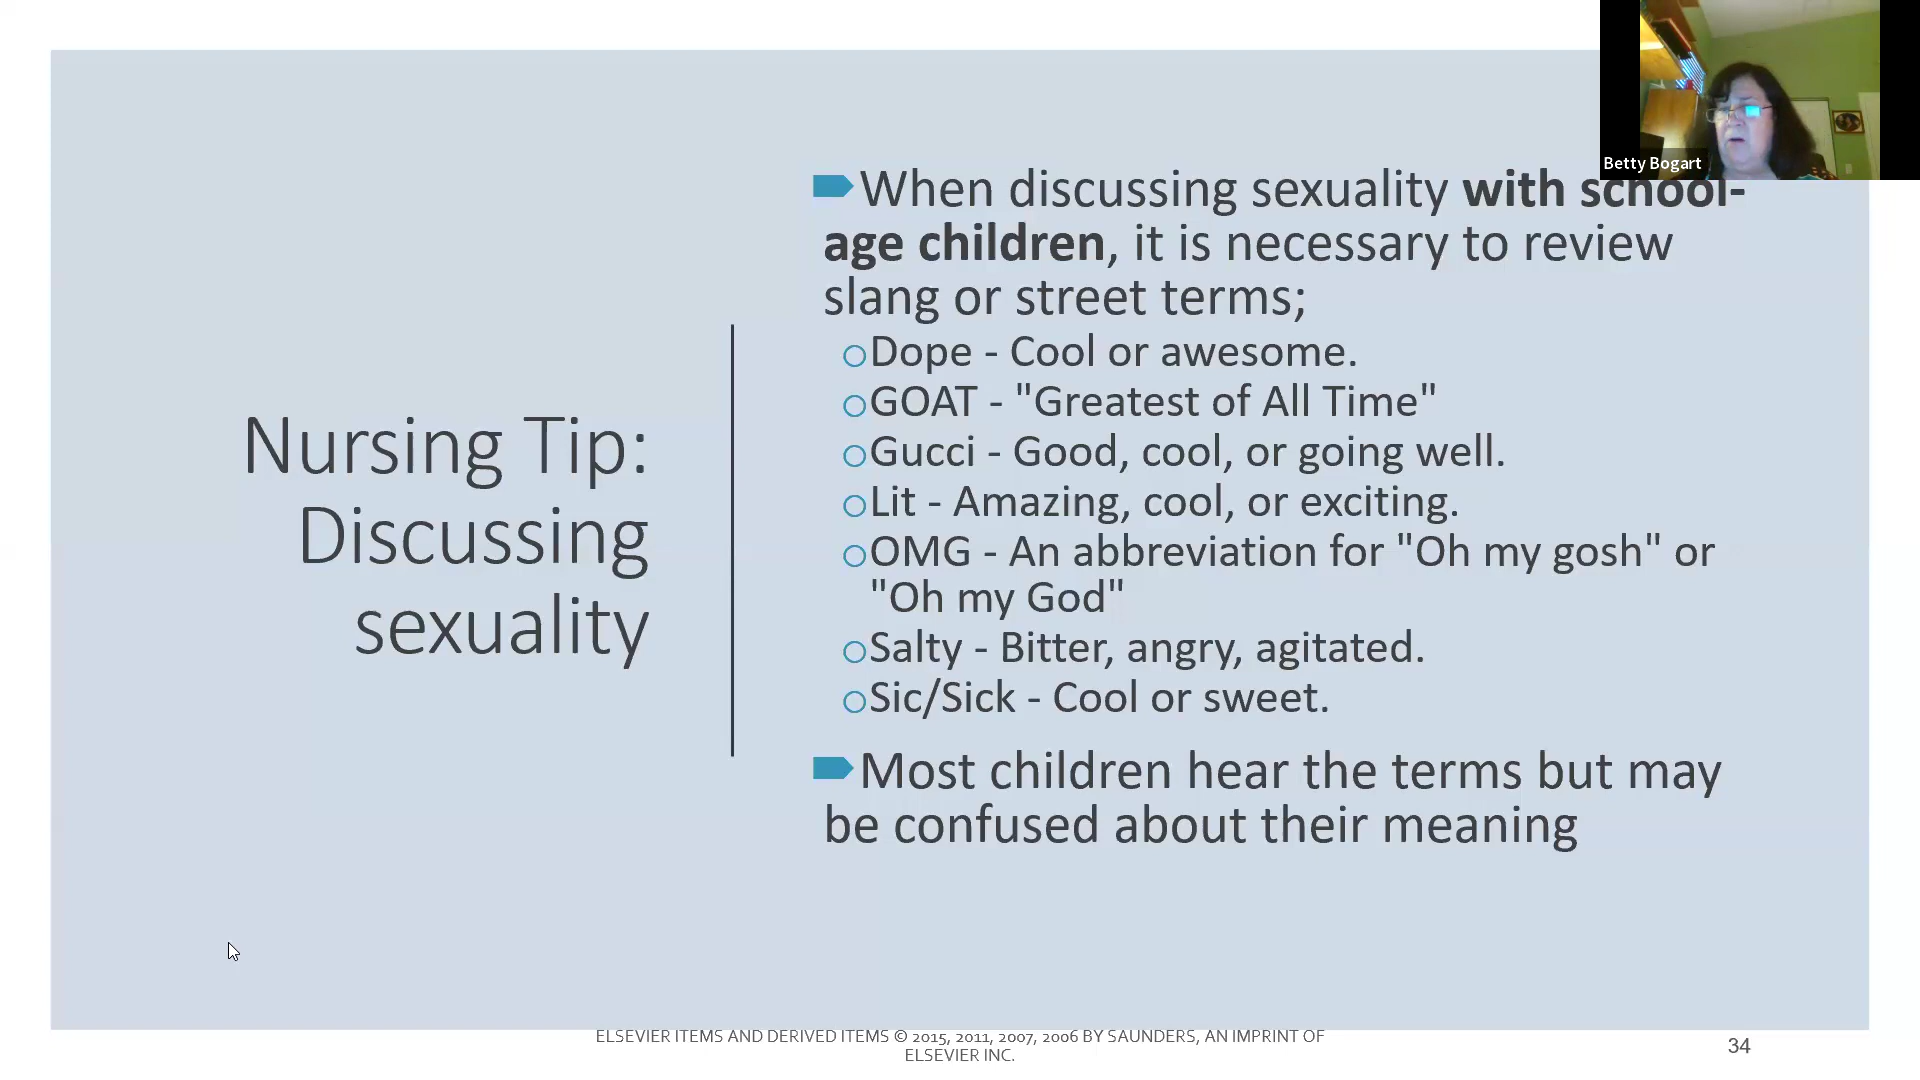 Betty Bogart
When discussing sexuality with school-
age children, it is necessary to review
slang or street terms;
Dope - Cool or awesome.
GOAT - "Greatest of All Time"
Gucci - Good, cool, or going well.
Lit - Amazing, cool, or exciting.
OMG - An abbreviation for "Oh my gosh" or
"Oh my God"
Salty - Bitter, angry, agitated.
Sic/Sick - Cool or sweet.
Most children hear the terms but may
be confused about their meaning
Nursing Tip:
Discussing
sexuality
ELSEVIER ITEMS AND DERIVED ITEMS © 2015, 2011, 2007, 2006 BY SAUNDERS, AN IMPRINT OF
ELSEVIER INC.
34